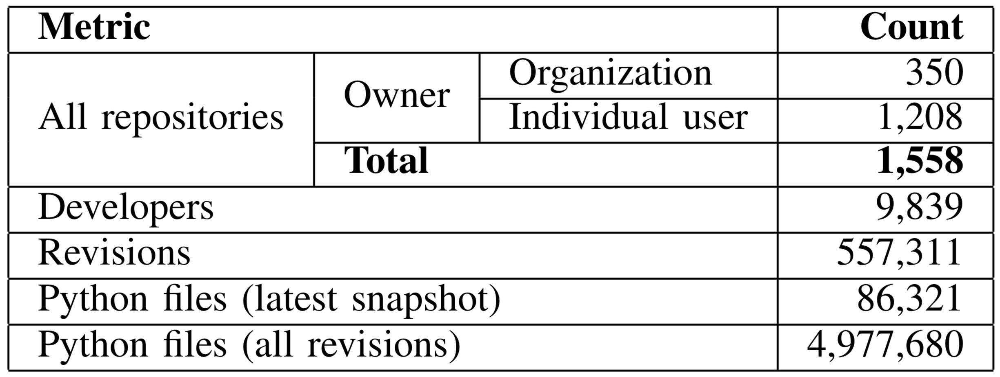 Metric Count
Organization 350
Owner
All repositories Individual user 1,208
Total 1,558
Developers 9,839
Revisions 557,311
Python files (latest snapshot) 86,321
Python files (all revisions) 4,977,680